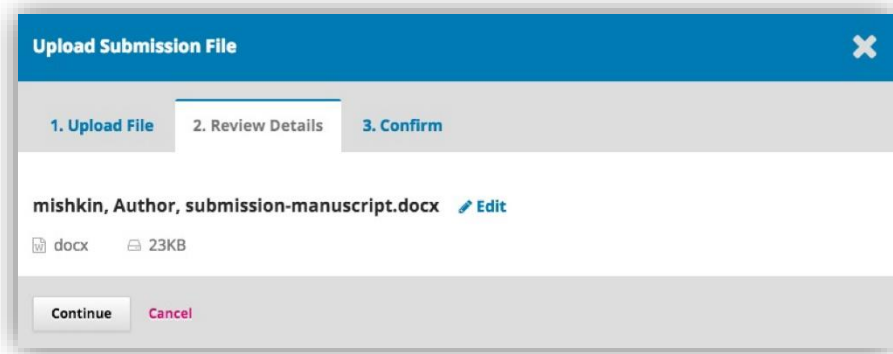 Upload Submission File
1. Upload File 2. Review Details 3. Confirm
mishkin, Author, submission-manuscript.docx Edit
docx 23KB
Continue Cancel